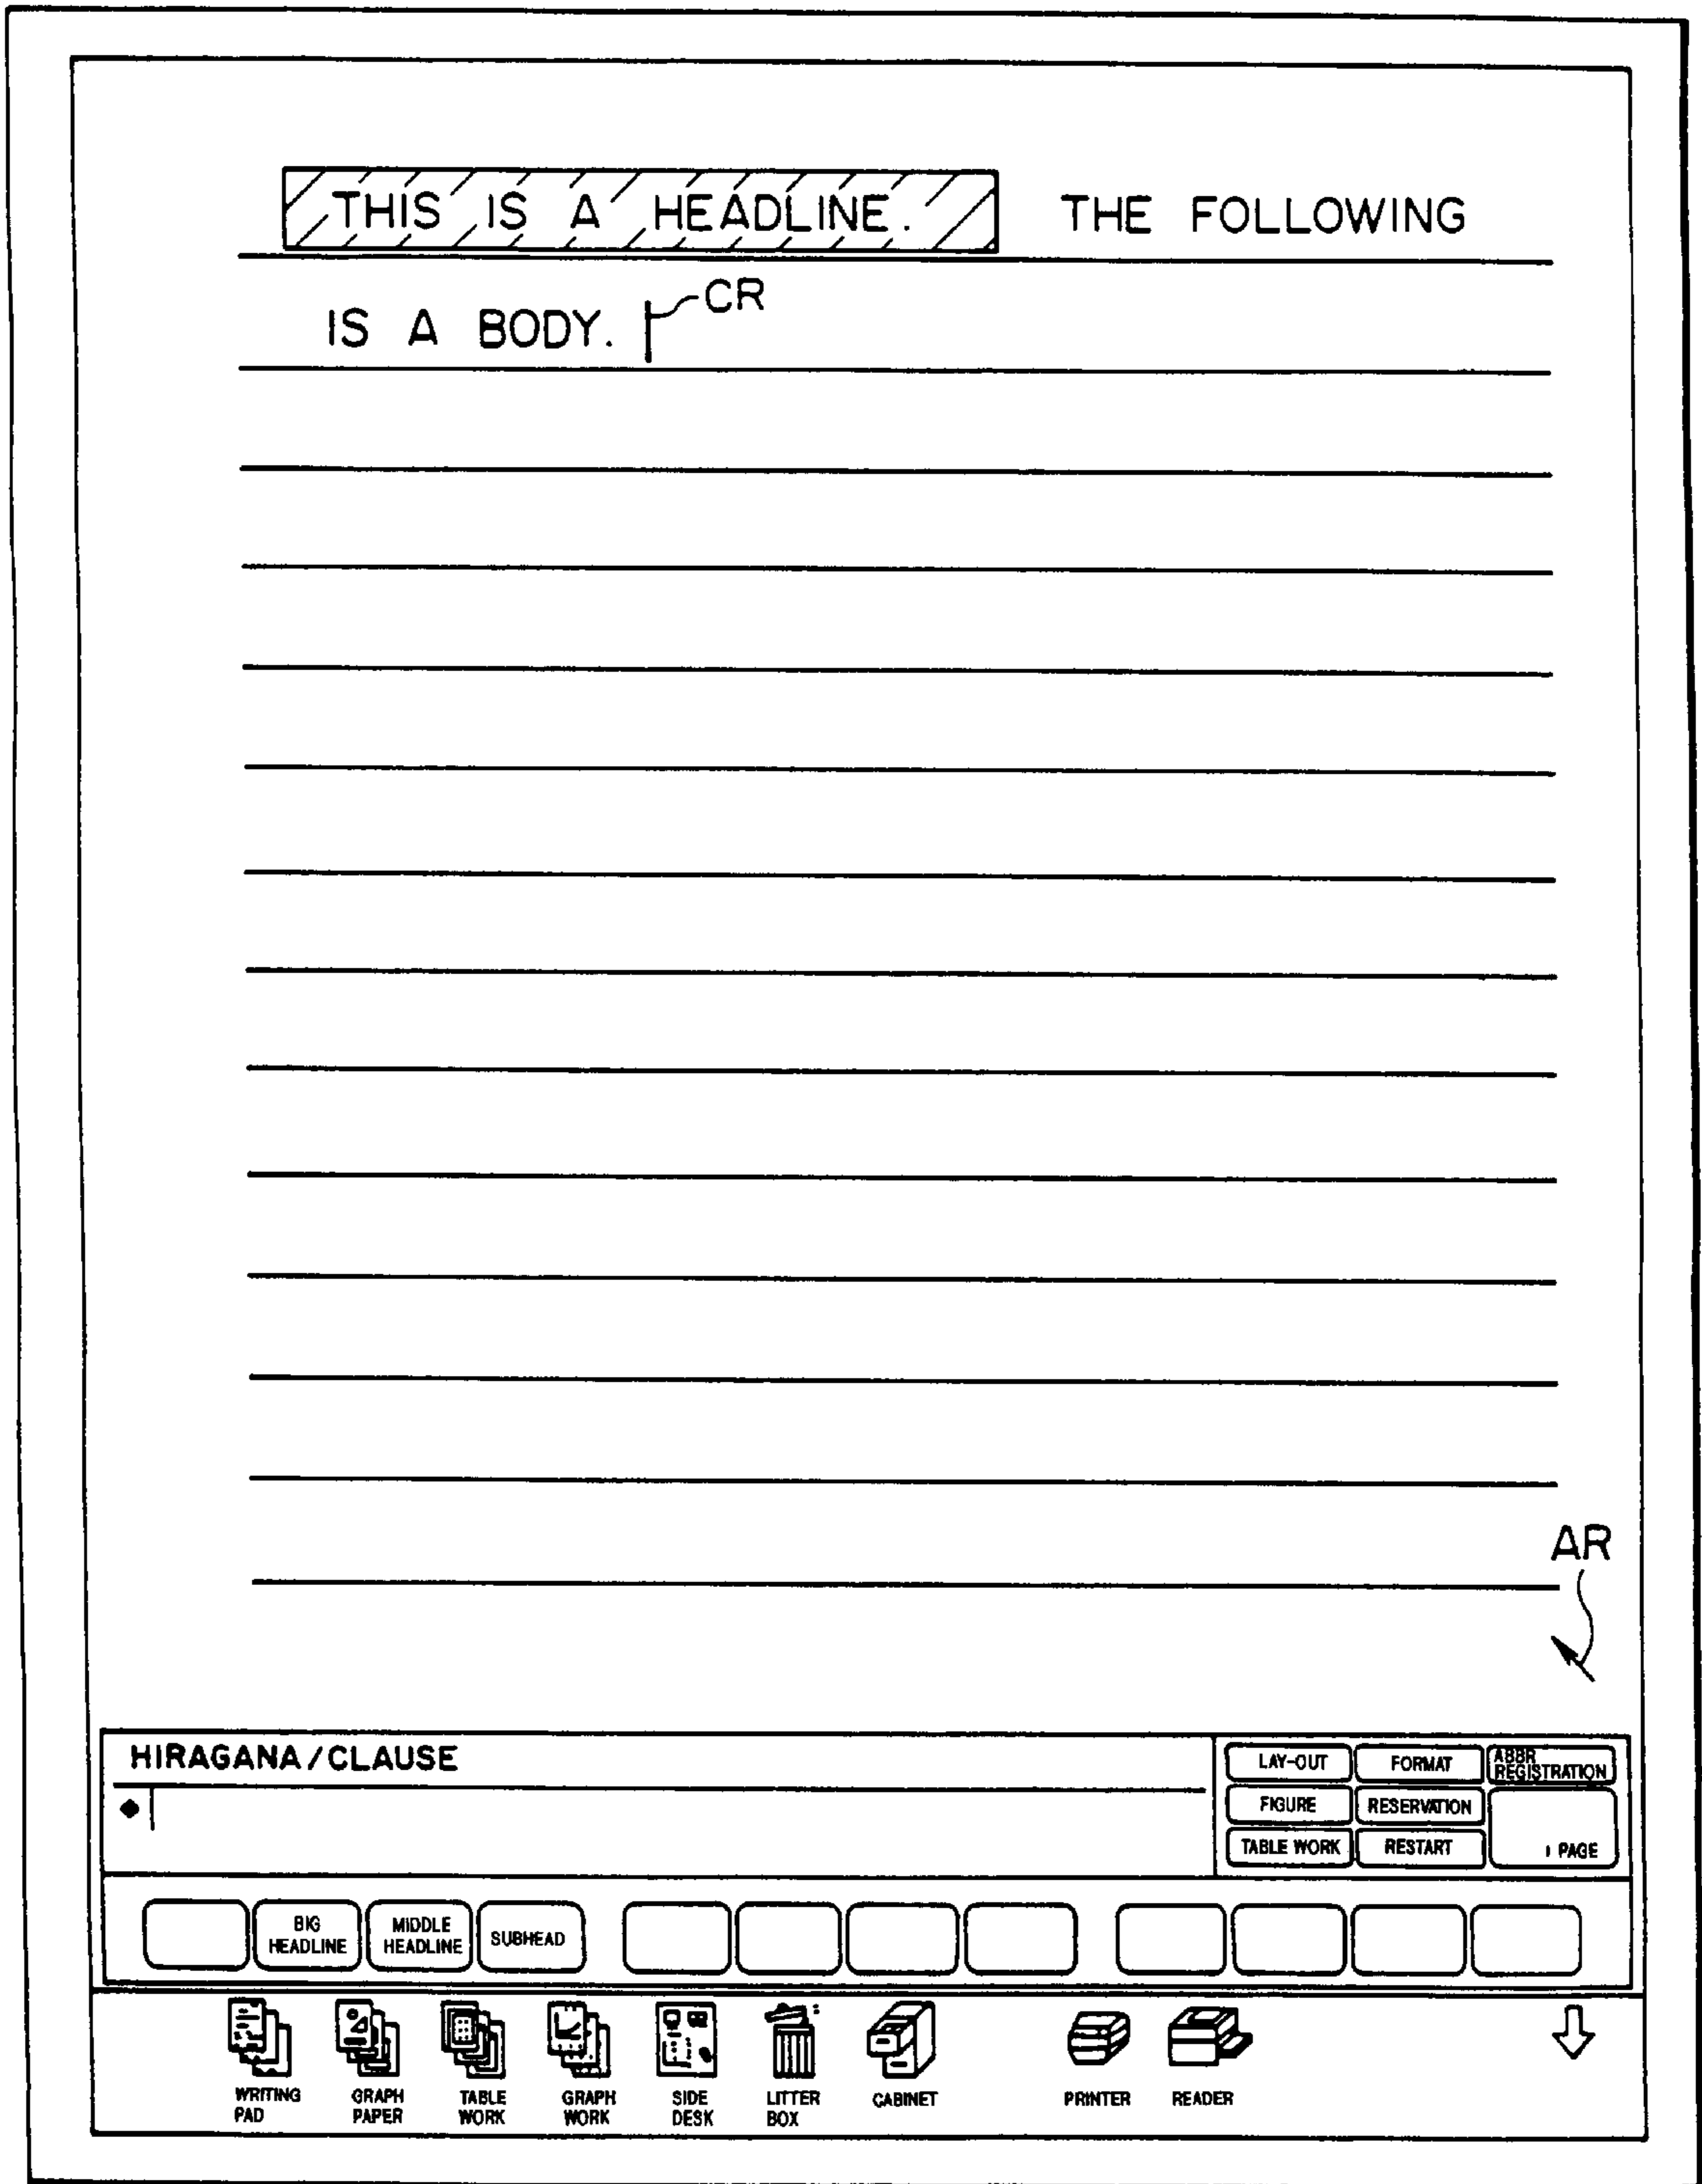 THIS IS A HEADLINE. THE FOLLOWING
IS A BODY. CR
AR
HIRAGANA/CLAUSE
LAY-OUT FORMAT ABBR REGISTRATION
FIGURE RESERVATION
TABLE WORK RESTART 1 PAGE
BIG HEADLINE
MIDDLE HEADLINE
SUBHEAD
WRITING PAD
GRAPH PAPER
TABLE WORK
GRAPH WORK
SIDE DESK
LITTER BOX
CABINET
PRINTER
READER